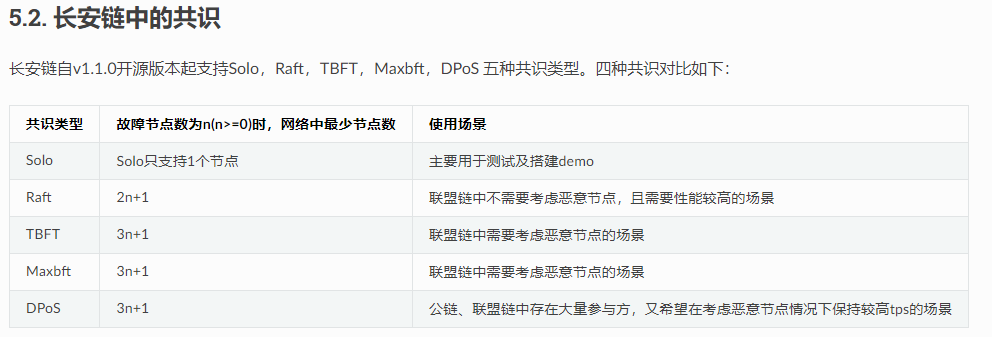 5.2. 长安链中的共识
长安链自v1.1.0开源版本起支持Solo，Raft，TBFT，Maxbft，DPoS 五种共识类型。四种共识对比如下：
共识类型 故障节点数为n(n>=0)时，网络中最少节点数 使用场景
Solo Solo只支持1个节点 主要用于测试及搭建demo
Raft 2n+1 联盟链中不需要考虑恶意节点，且需要性能较高的场景
TBFT 3n+1 联盟链中需要考虑恶意节点的场景
Maxbft 3n+1 联盟链中需要考虑恶意节点的场景
DPoS 3n+1 公链、联盟链中存在大量参与方，又希望在考虑恶意节点情况下保持较高tps的场景